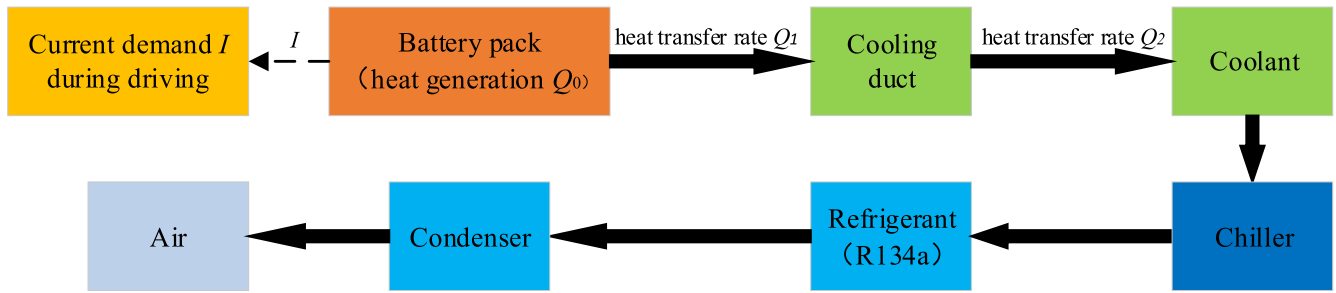 Current demand I
during driving
I
Battery pack
（heat generation Q0）
heat transfer rate Q1
Cooling
duct
heat transfer rate Q2
Coolant
Air
Condenser
Refrigerant
（R134a）
Chiller